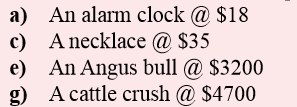 a) An alarm clock @ $18
c) A necklace @ $35
e) An Angus bull @ $3200
g) A cattle crush @ $4700